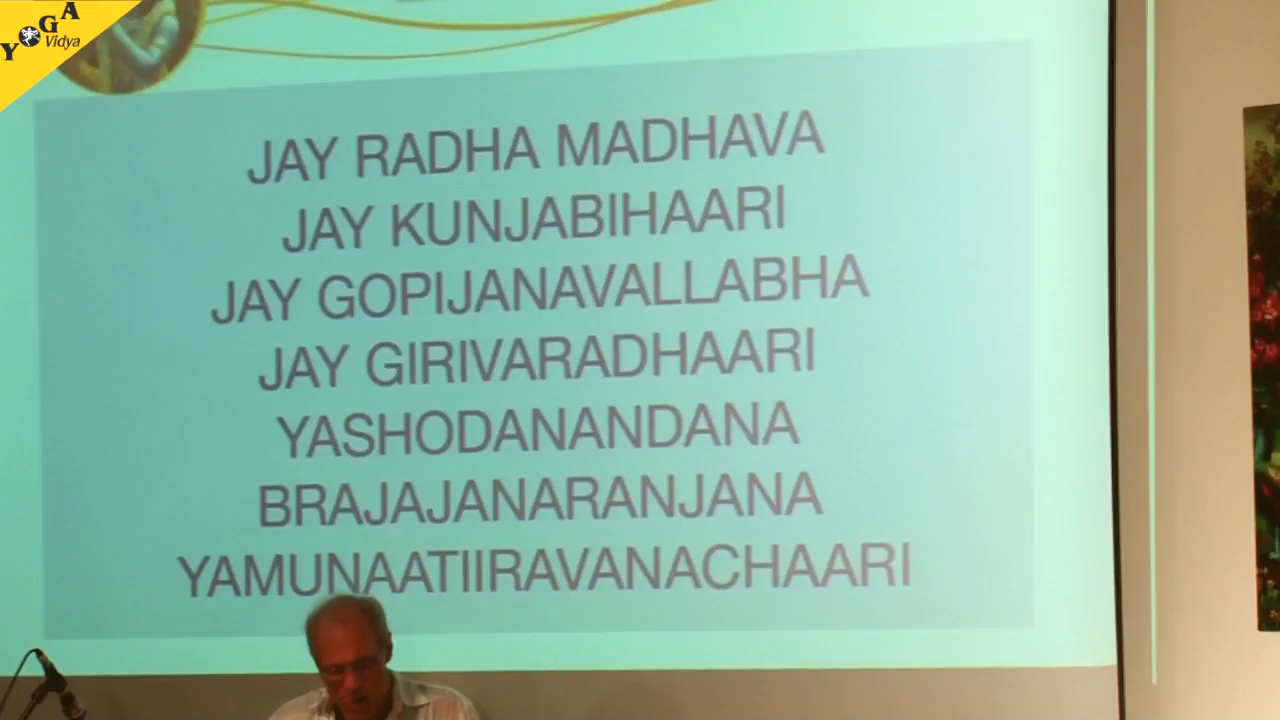 YOGA
Vidya
JAY RADHA MADHAVA
JAY KUNJABIHAARI
JAY GOPIJANAVALLABHA
JAY GIRIVARADHAARI
YASHODANANDANA
BRAJAJANARANJANA
YAMUNAATIIRAVANACHAARI